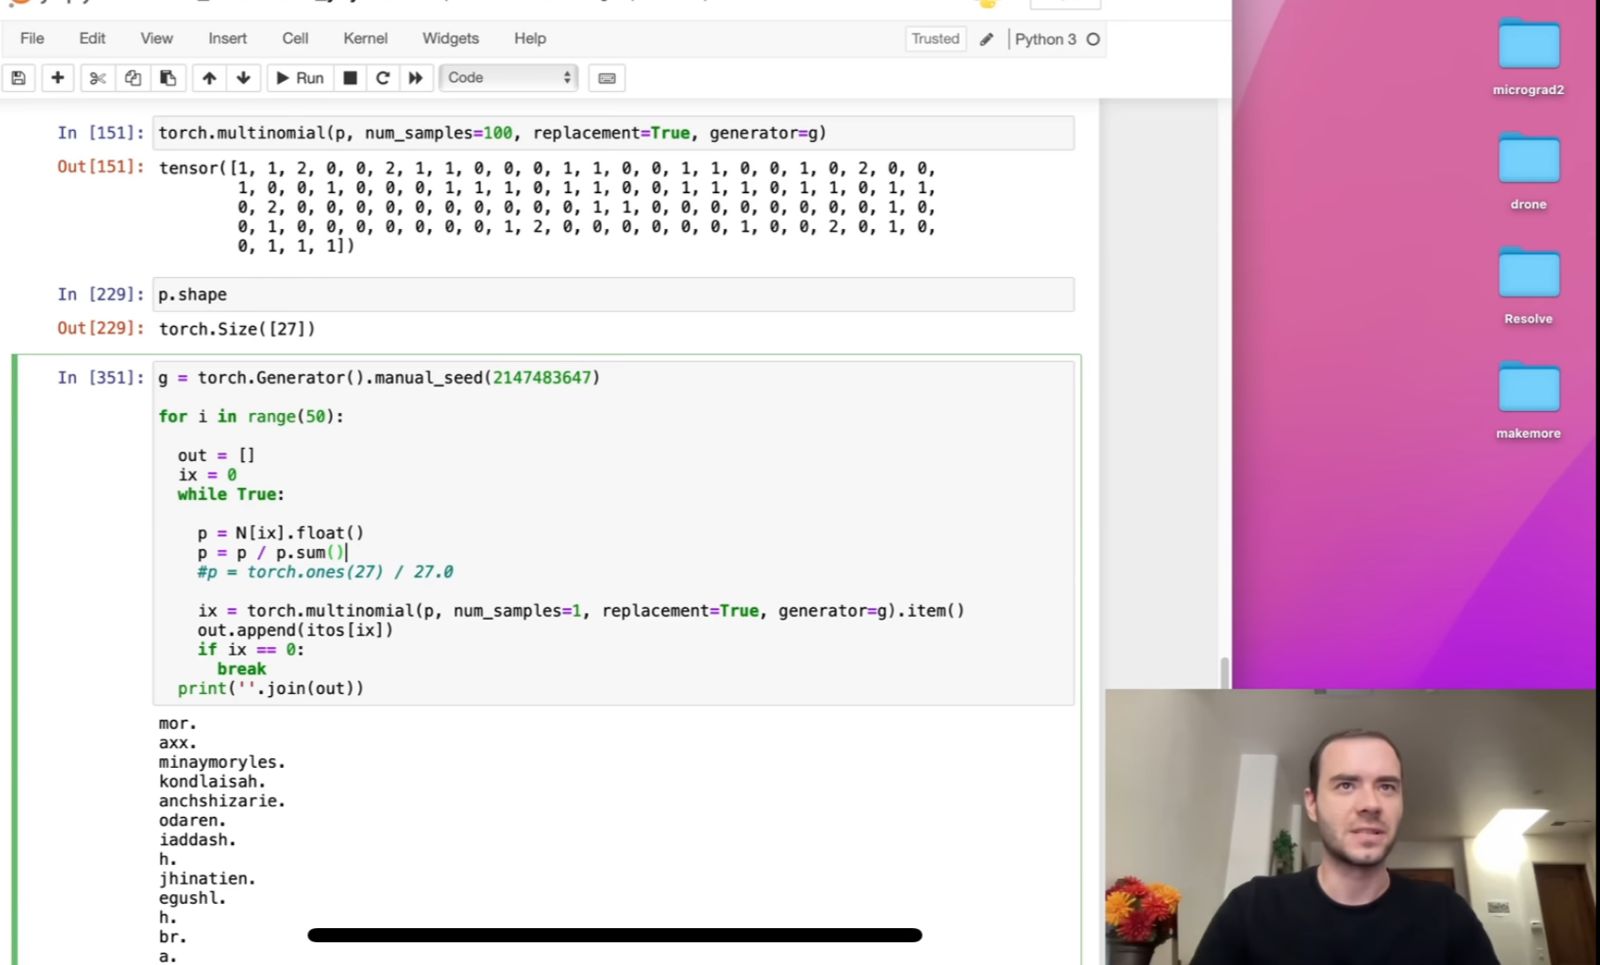 File Edit View Insert Cell Kernel Widgets Help Trusted Python 3
Run Code
In [151]: torch.multinomial(p, num_samples=100, replacement=True, generator=g)
Out[151]: tensor([1, 1, 2, 0, 0, 2, 1, 1, 0, 0, 0, 1, 1, 0, 0, 1, 1, 0, 0, 1, 0, 2, 0, 0,
1, 0, 0, 1, 0, 0, 0, 1, 1, 1, 0, 1, 1, 0, 0, 1, 1, 1, 0, 1, 1, 0, 1, 1,
0, 2, 0, 0, 0, 0, 0, 0, 0, 0, 0, 0, 1, 1, 0, 0, 0, 0, 0, 0, 0, 0, 1, 0,
0, 1, 0, 0, 0, 0, 0, 0, 0, 1, 2, 0, 0, 0, 0, 0, 0, 1, 0, 0, 2, 0, 1, 0,
0, 1, 1, 1])
In [229]: p.shape
Out[229]: torch.Size([27])
In [351]: g = torch.Generator().manual_seed(2147483647)
for i in range(50):
out = []
ix = 0
while True:
p = N[ix].float()
p = p / p.sum()
#p = torch.ones(27) / 27.0
ix = torch.multinomial(p, num_samples=1, replacement=True, generator=g).item()
out.append(itos[ix])
if ix == 0:
break
print(''.join(out))
mor.
axx.
minaymoryles.
kondlaisah.
anchshizarie.
odaren.
iaddash.
h.
jhinatien.
egushl.
h.
br.
a.
micrograd2
drone
Resolve
makemore